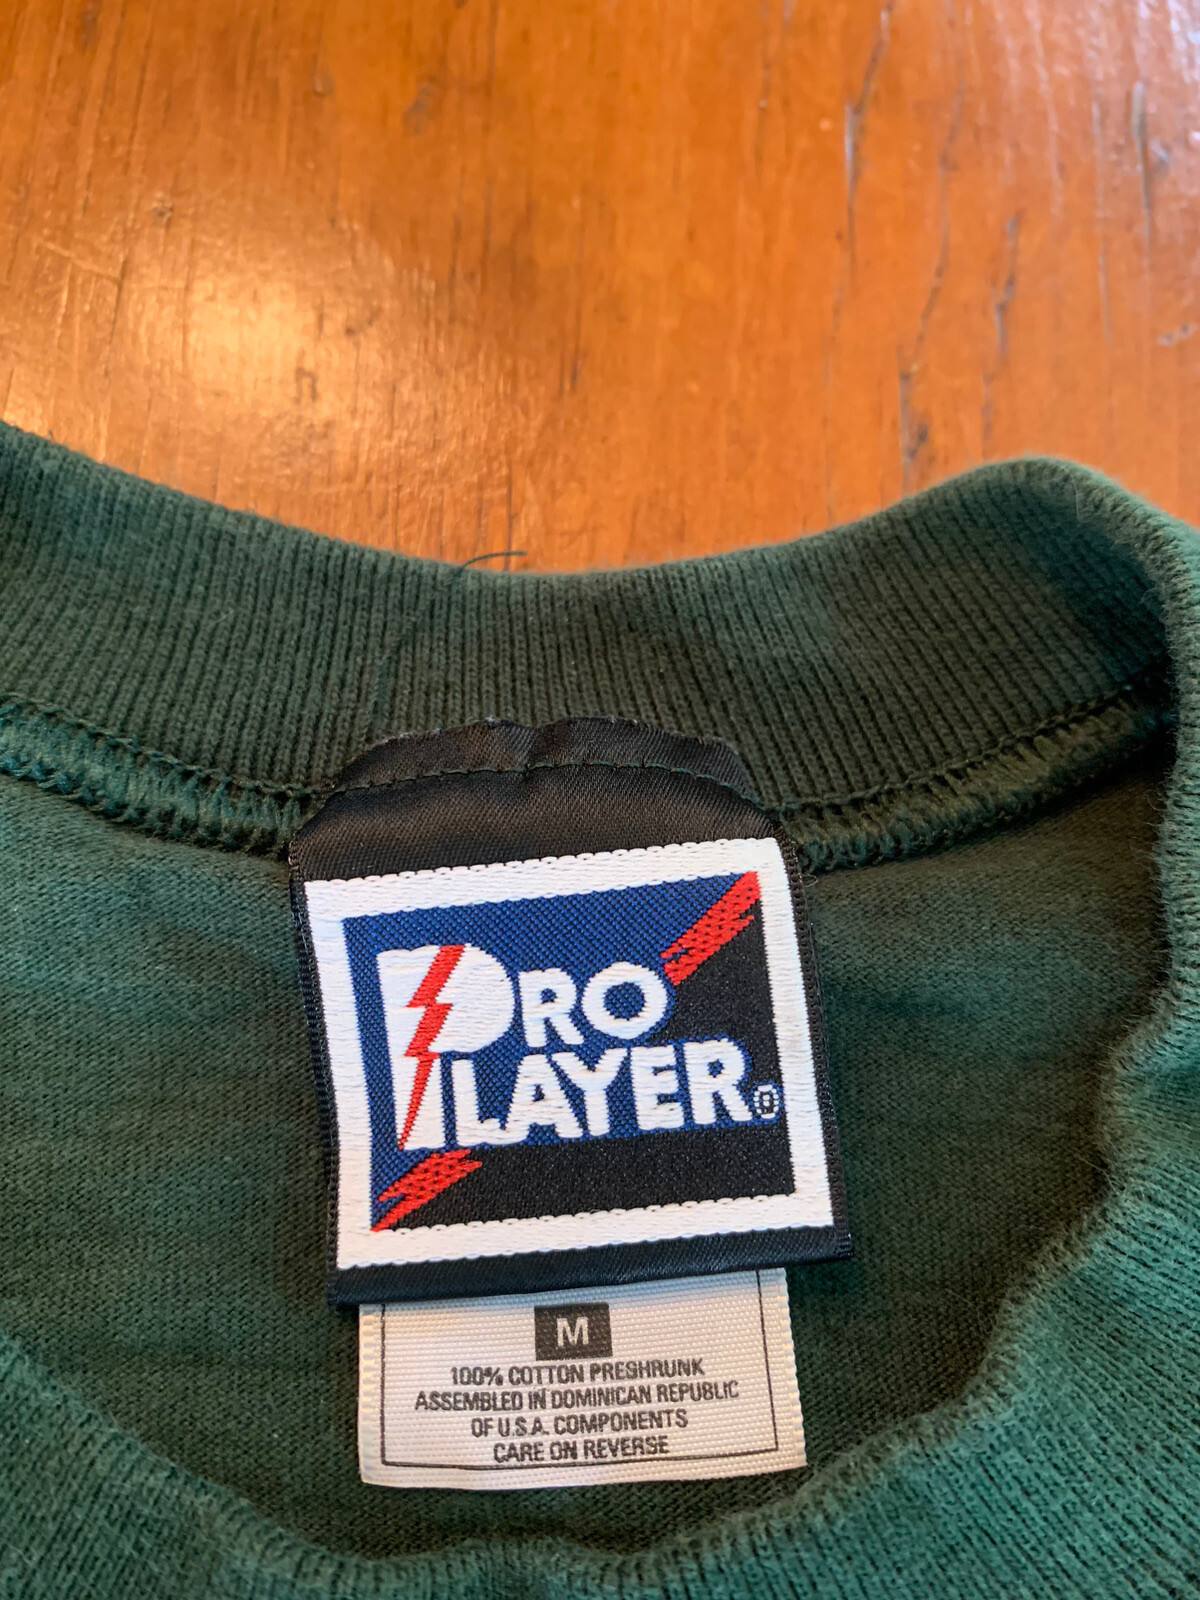 PRO
PLAYER®
M
100% COTTON PRESHRUNK
ASSEMBLED IN DOMINICAN REPUBLIC
OF U.S.A. COMPONENTS
CARE ON REVERSE